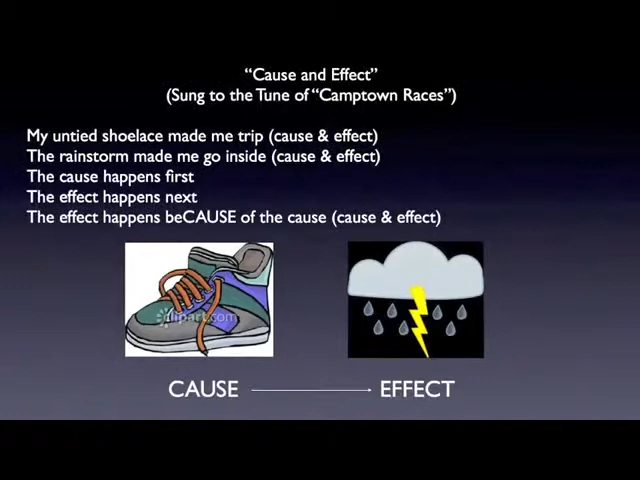 “Cause and Effect”
(Sung to the Tune of “Camptown Races”)
My untied shoelace made me trip (cause & effect)
The rainstorm made me go inside (cause & effect)
The cause happens first
The effect happens next
The effect happens beCAUSE of the cause (cause & effect)
clipart.com
CAUSE EFFECT